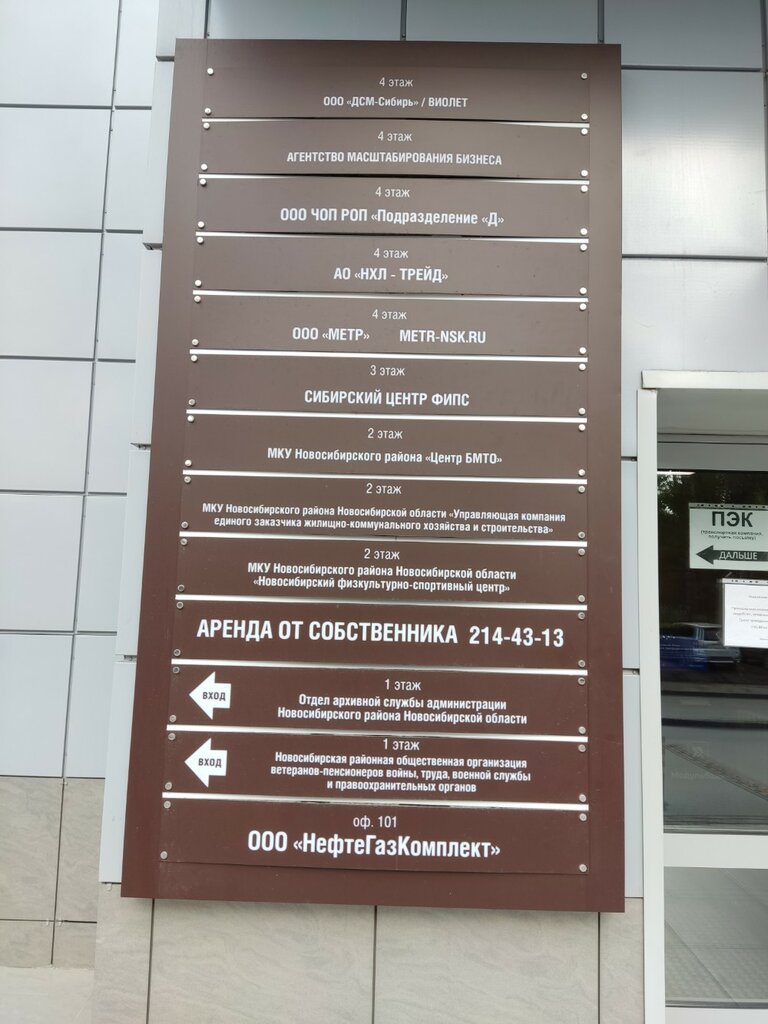 4 этаж
ООО «ДСМ-Сибирь» / ВИОЛЕТ
4 этаж
АГЕНТСТВО МАСШТАБИРОВАНИЯ БИЗНЕСА
4 этаж
ООО ЧОП РОП «Подразделение «Д»
4 этаж
АО «НХЛ - ТРЕЙД»
4 этаж
ООО «МЕТР» METR-NSK.RU
3 этаж
СИБИРСКИЙ ЦЕНТР ФИПС
2 этаж
МКУ Новосибирского района «Центр БМТО»
2 этаж
МКУ Новосибирского района Новосибирской области «Управляющая компания
единого заказчика жилищно-коммунального хозяйства и строительства»
2 этаж
МКУ Новосибирского района Новосибирской области
«Новосибирский физкультурно-спортивный центр»
АРЕНДА ОТ СОБСТВЕННИКА 214-43-13
ВХОД
1 этаж
Отдел архивной службы администрации
Новосибирского района Новосибирской области
ВХОД
1 этаж
Новосибирская районная общественная организация
ветеранов-пенсионеров войны, труда, военной службы
и правоохранительных органов
оф. 101
ООО «НефтеГазКомплект»
ПЭК
(транспортная компания,
получить посылку)
ДАЛЬШЕ